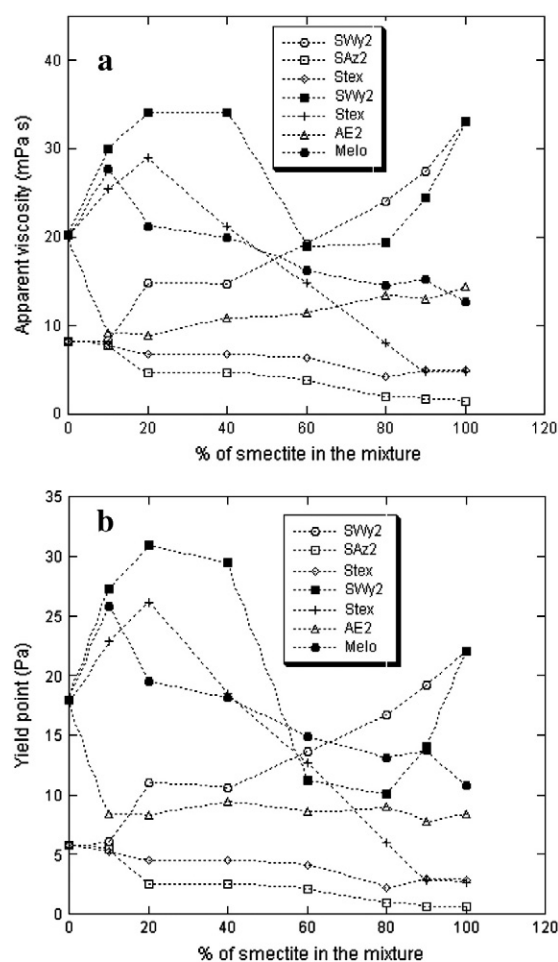 a
45
40
30
20
10
0
Apparent viscosity (mPa s)
SWy2
SAz2
Stex
SWy2
Stex
AE2
Melo
0 20 40 60 80 100 120
% of smectite in the mixture
b
35
30
25
20
15
10
5
0
Yield point (Pa)
SWy2
SAz2
Stex
SWy2
Stex
AE2
Melo
0 20 40 60 80 100 120
% of smectite in the mixture